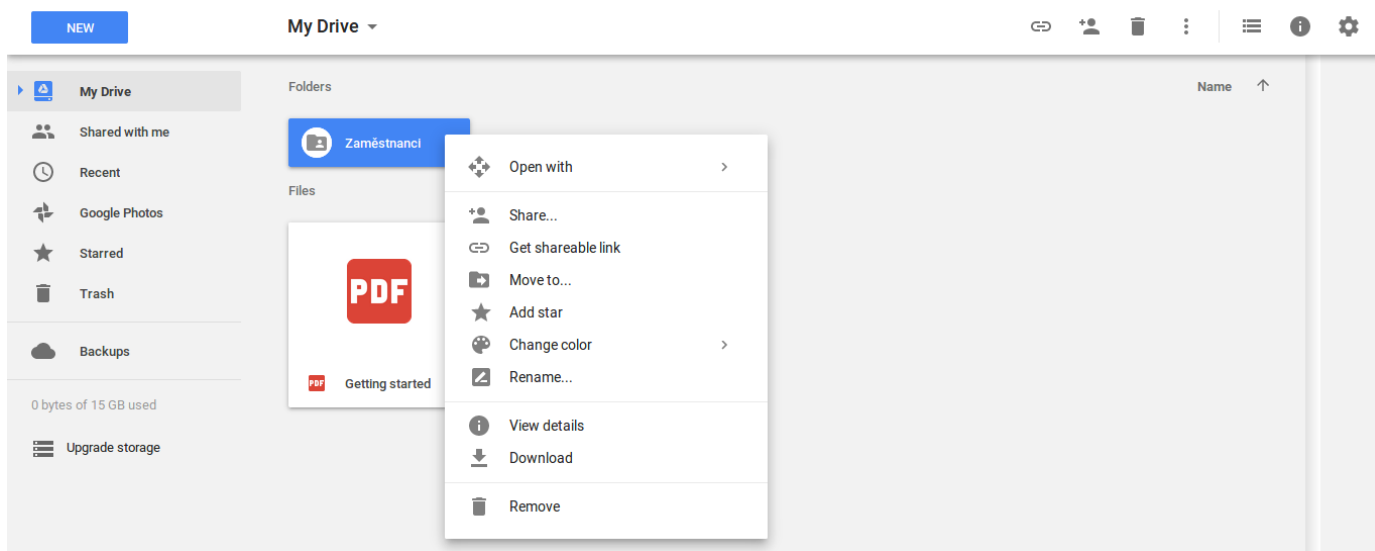 NEW
My Drive
My Drive
Shared with me
Recent
Google Photos
Starred
Trash
Backups
0 bytes of 15 GB used
Upgrade storage
Folders
Name
Zaměstnanci
Files
PDF
PDF
Getting started
Open with
Share...
Get shareable link
Move to...
Add star
Change color
Rename...
View details
Download
Remove